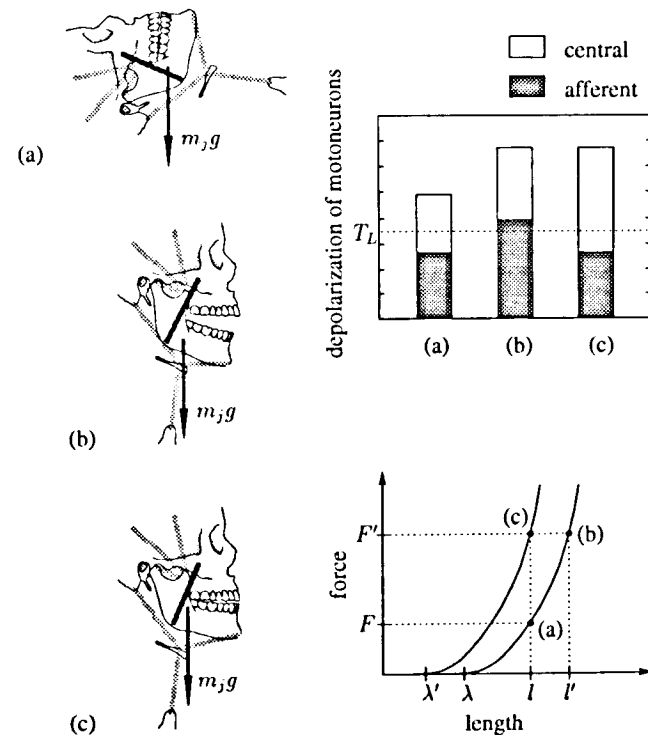 (a)
m_j g
(b)
m_j g
(c)
m_j g
central
afferent
depolarization of motoneurons
T_L
(a) (b) (c)
force
F'
F
(c)
(b)
(a)
λ' λ l l'
length